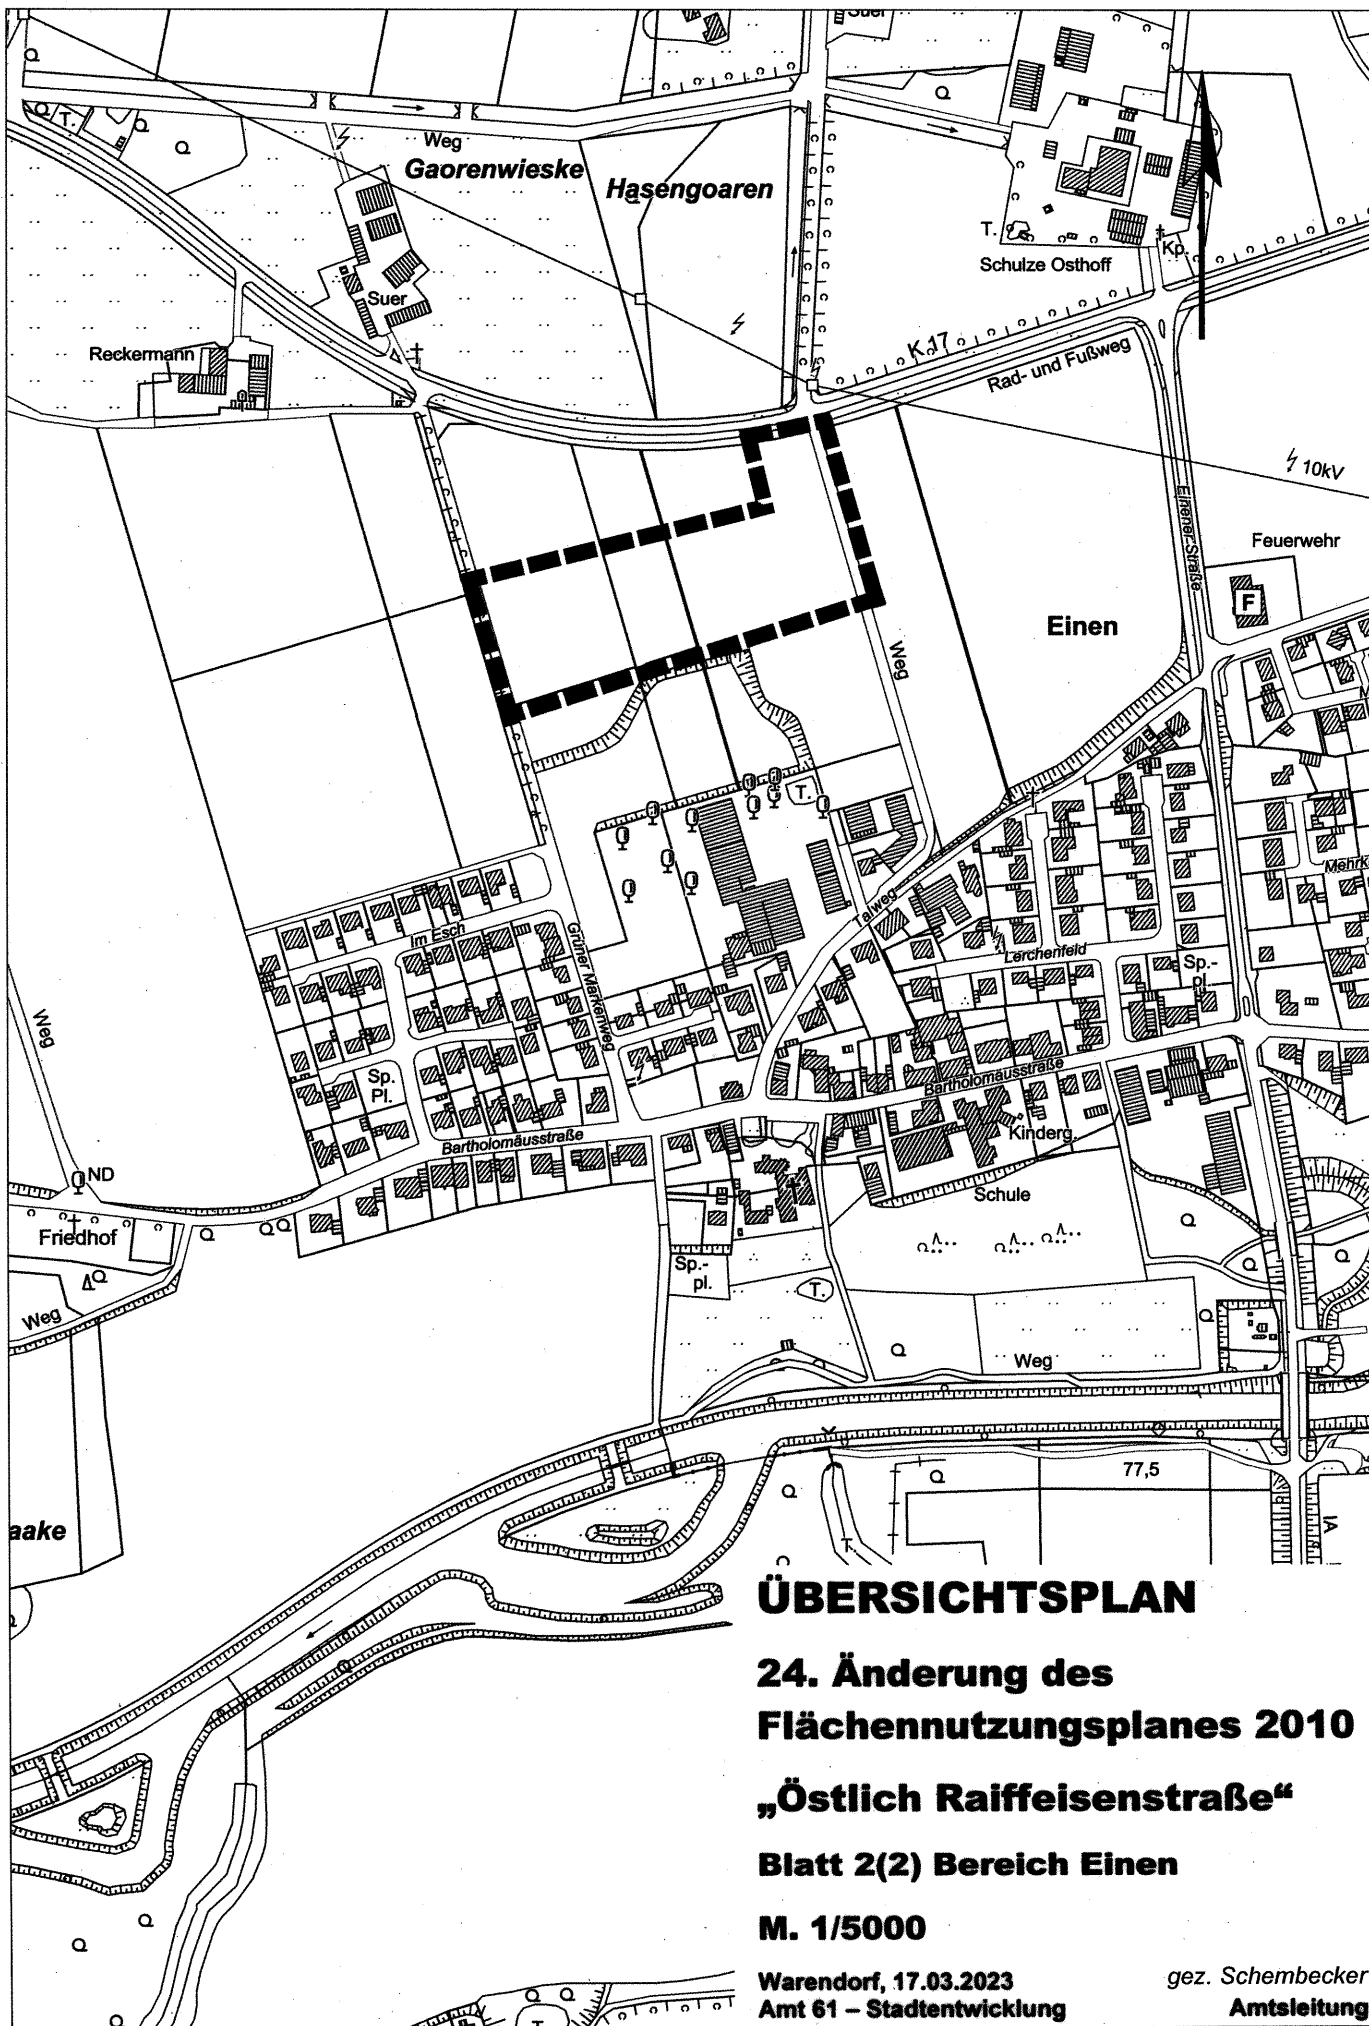 Suer
T.
Weg
Gaorenwieske
Hasengoaren
T.
Kp.
Schulze Osthoff
Suer
Reckermann
K 17
Rad- und Fußweg
10kV
Einener Straße
Feuerwehr
F
Einen
Weg
T.
Talweg
Im Esch
Grüner Markenweg
Lerchenfeld
Sp.-
pl.
Weg
Sp.
Pl.
Bartholomäusstraße
Bartholomäusstraße
Kinderg.
Schule
ND
Friedhof
Sp.-
pl.
T.
Weg
Weg
77,5
aake
T.
IA
ÜBERSICHTSPLAN
24. Änderung des
Flächennutzungsplanes 2010
„Östlich Raiffeisenstraße“
Blatt 2(2) Bereich Einen
M. 1/5000
Warendorf, 17.03.2023
gez. Schembecker
Amt 61 – Stadtentwicklung
Amtsleitung